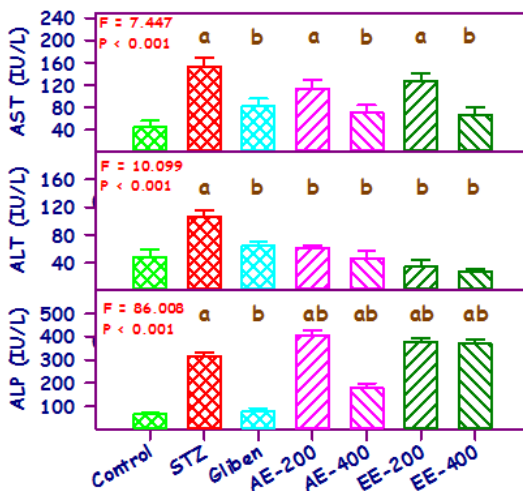 240
200
160
120
80
40
AST (IU/L)
F = 7.447
P < 0.001
a b a b a b
160
120
80
40
ALT (IU/L)
F = 10.099
P < 0.001
a b b b b b
500
400
300
200
100
ALP (IU/L)
F = 86.008
P < 0.001
a b ab ab ab ab
Control STZ Gliben AE-200 AE-400 EE-200 EE-400